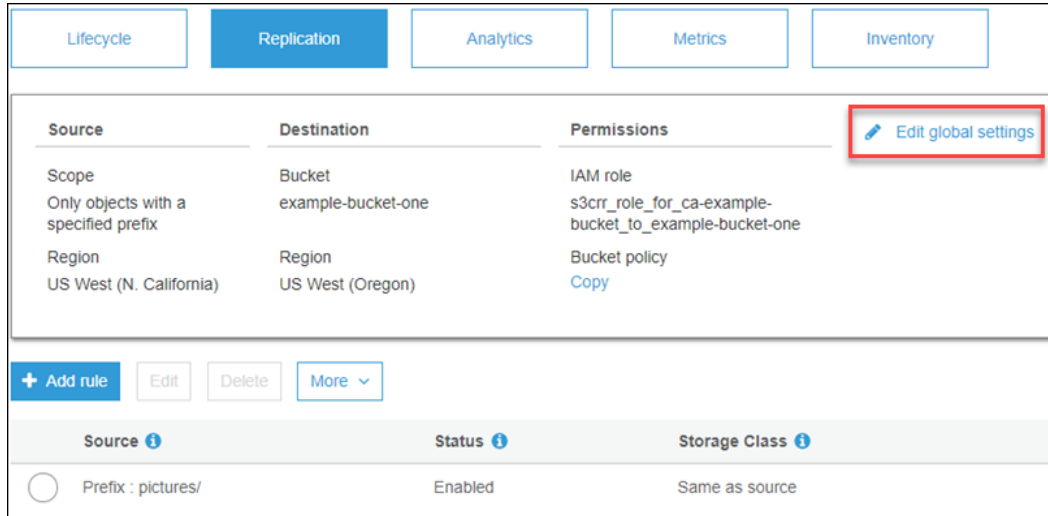 Lifecycle
Replication
Analytics
Metrics
Inventory
Source
Destination
Permissions
Edit global settings
Scope
Bucket
IAM role
Only objects with a
specified prefix
example-bucket-one
s3crr_role_for_ca-example-
bucket_to_example-bucket-one
Region
Region
Bucket policy
US West (N. California)
US West (Oregon)
Copy
+ Add rule
Edit
Delete
More
Source
Status
Storage Class
Prefix : pictures/
Enabled
Same as source